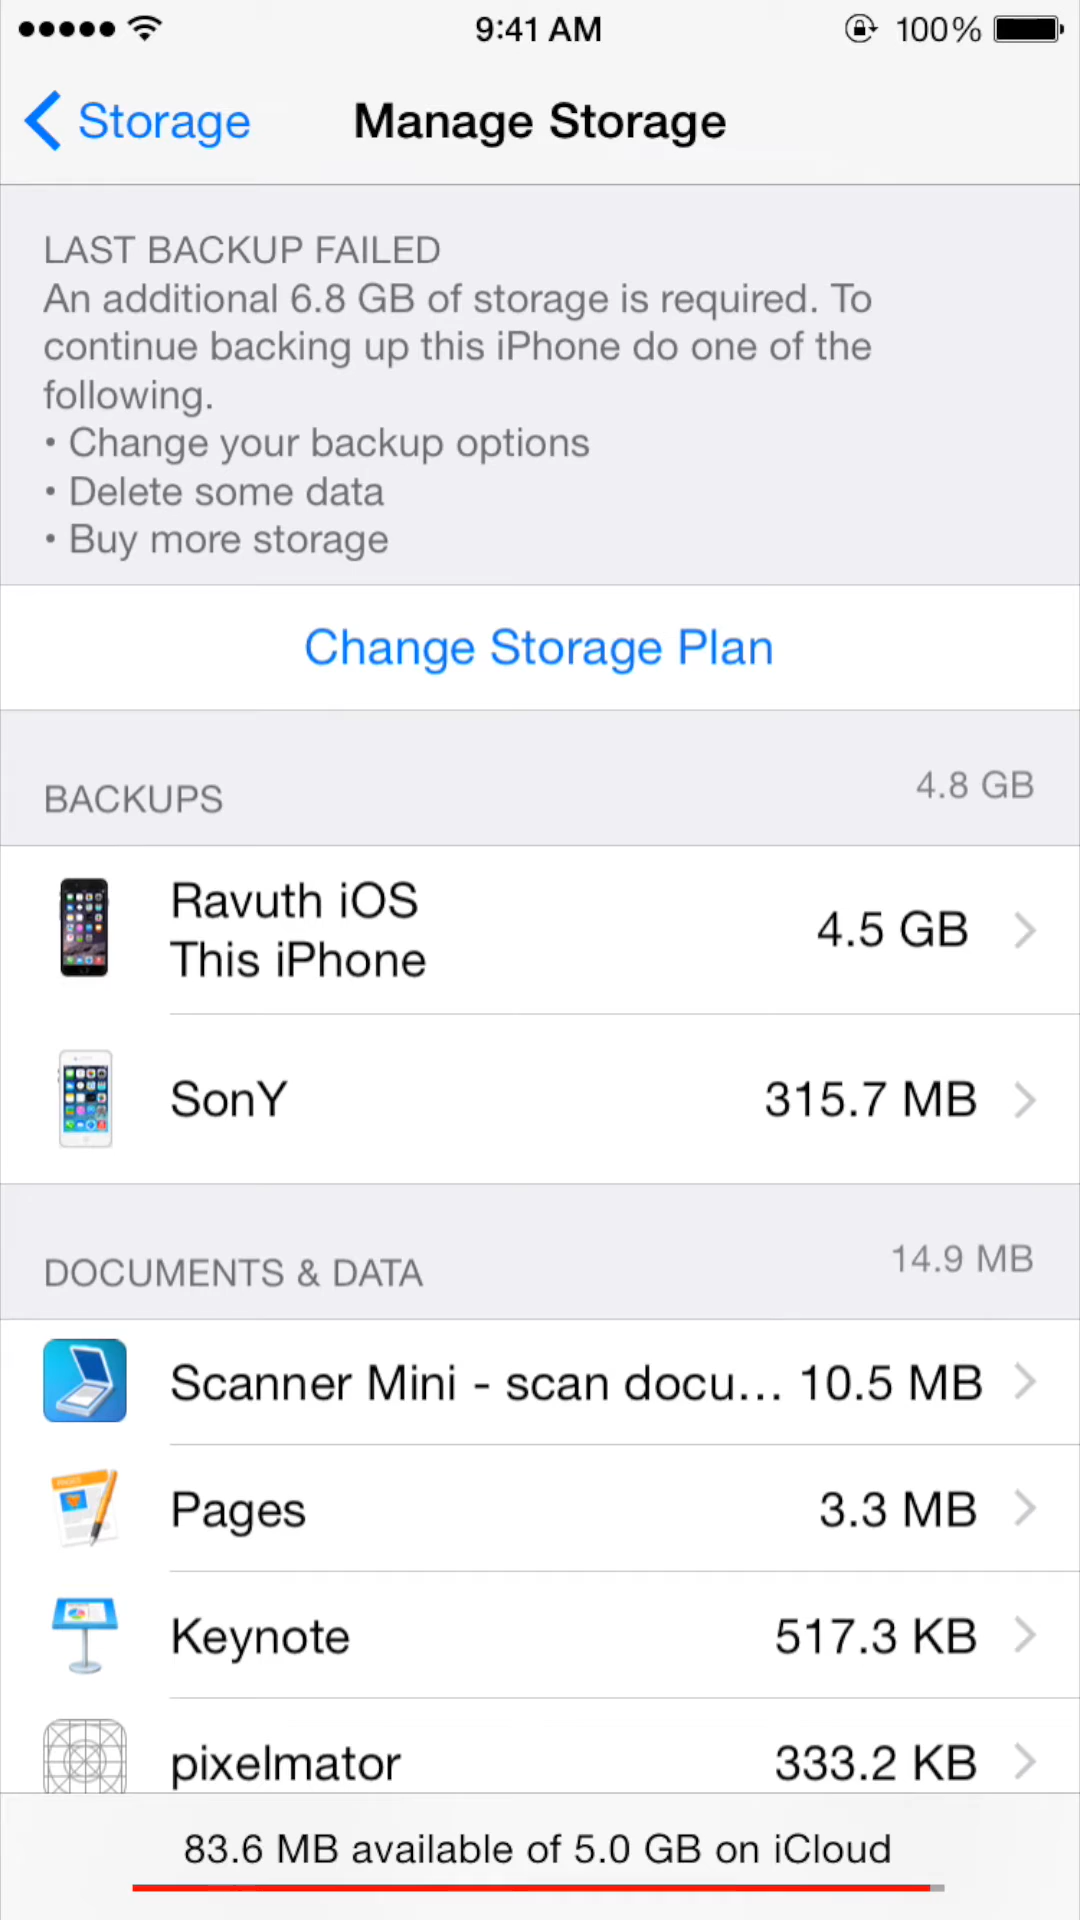 9:41 AM
100%
Storage
Manage Storage
LAST BACKUP FAILED
An additional 6.8 GB of storage is required. To
continue backing up this iPhone do one of the
following.
• Change your backup options
• Delete some data
• Buy more storage
Change Storage Plan
BACKUPS 4.8 GB
Ravuth iOS
This iPhone
4.5 GB
SonY 315.7 MB
DOCUMENTS & DATA 14.9 MB
Scanner Mini - scan docu... 10.5 MB
Pages 3.3 MB
Keynote 517.3 KB
pixelmator 333.2 KB
83.6 MB available of 5.0 GB on iCloud